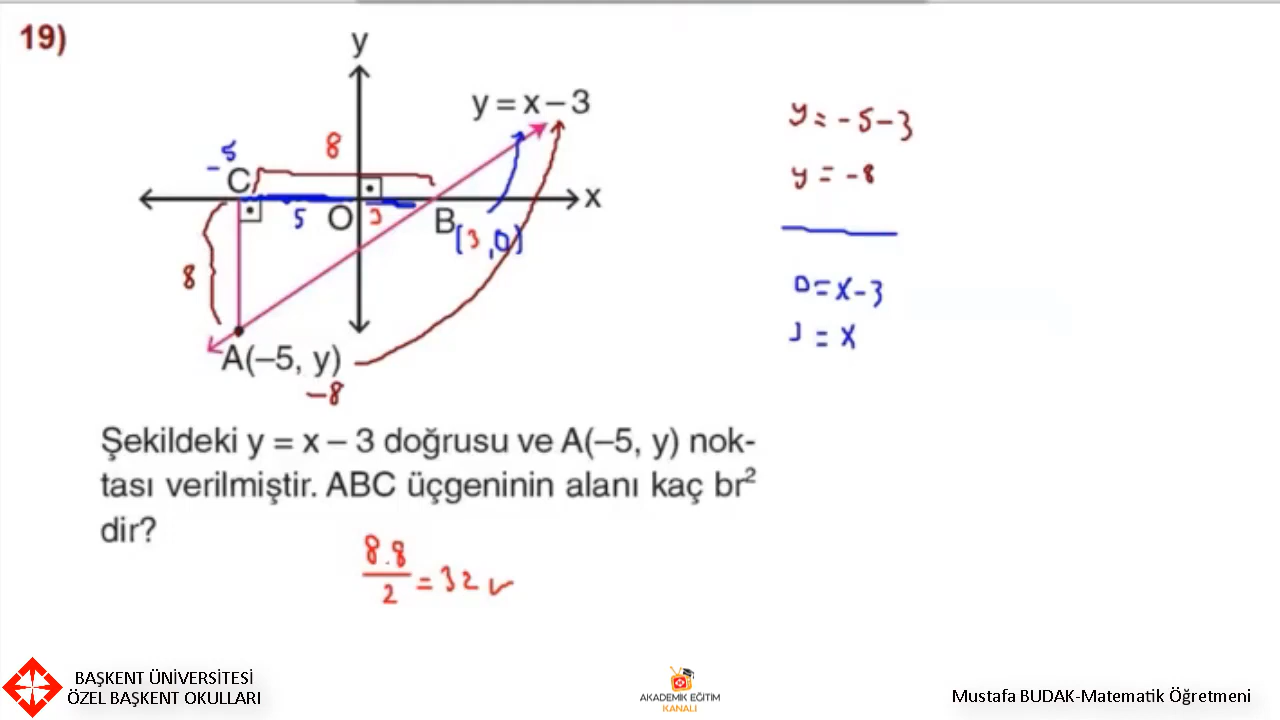 19)
y
y = x – 3
8
-5
C
x
5
O
3
B
(3,0)
8
A(–5, y)
-8
y = -5-3
y = -8
0 = x-3
3 = x
Şekildeki y = x – 3 doğrusu ve A(–5, y) nok-
tası verilmiştir. ABC üçgeninin alanı kaç br²
dir?
8.8
2
= 32
BAŞKENT ÜNİVERSİTESİ
ÖZEL BAŞKENT OKULLARI
AKADEMİK EĞİTİM
KANALI
Mustafa BUDAK-Matematik Öğretmeni